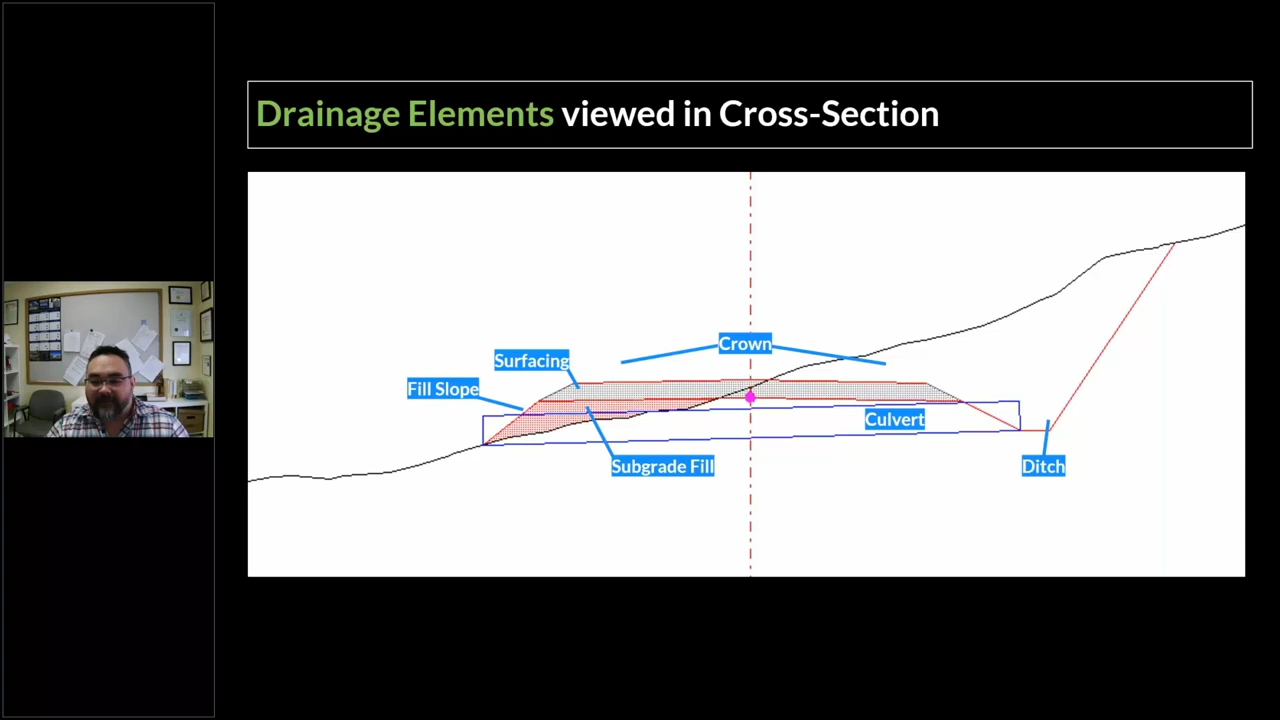 Drainage Elements viewed in Cross-Section
Crown
Surfacing
Fill Slope
Culvert
Subgrade Fill
Ditch